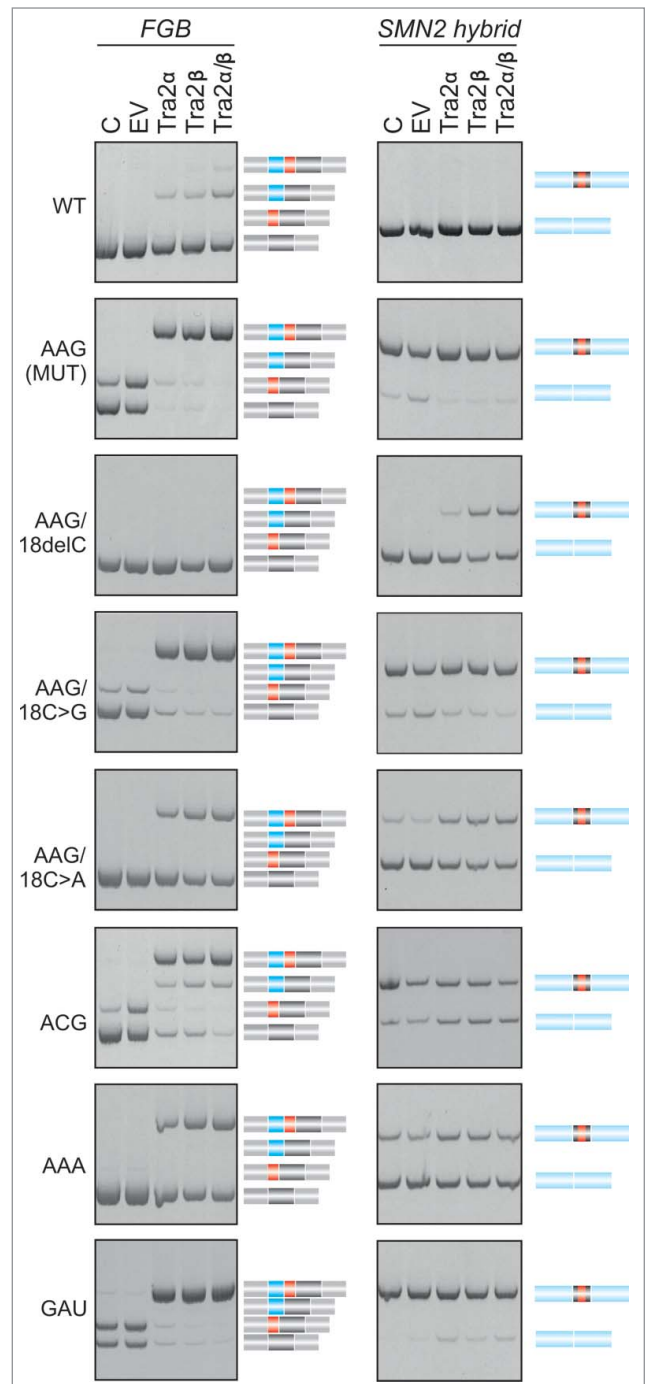 FGB
SMN2 hybrid
C
EV
Tra2α
Tra2β
Tra2α/β
C
EV
Tra2α
Tra2β
Tra2α/β
WT
AAG
(MUT)
AAG/
18delC
AAG/
18C>G
AAG/
18C>A
ACG
AAA
GAU